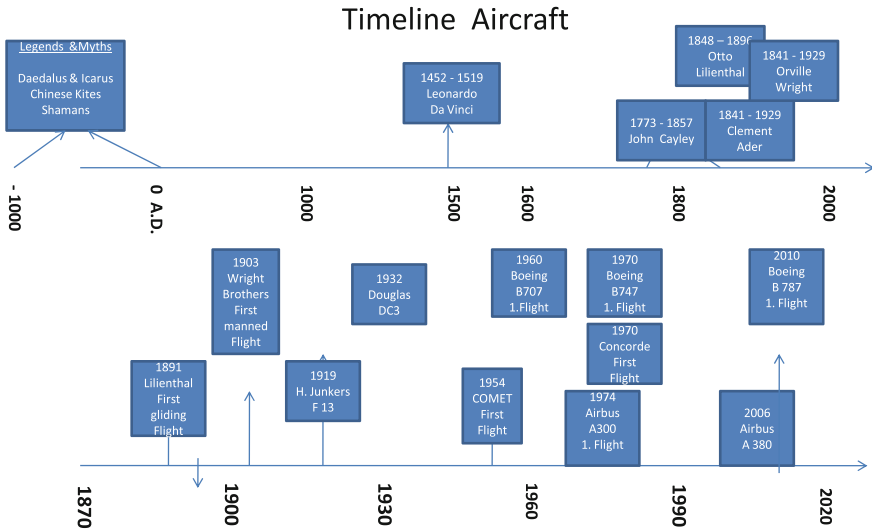 Timeline Aircraft
Legends &Myths
Daedalus & Icarus
Chinese Kites
Shamans
1452 - 1519
Leonardo
Da Vinci
1848 – 1896
Otto
Lilienthal
1841 - 1929
Orville
Wright
1773 - 1857
John Cayley
1841 - 1929
Clement
Ader
- 1000
0 A.D.
1000
1500
1600
1800
2000
1903
Wright
Brothers
First
manned
Flight
1932
Douglas
DC3
1960
Boeing
B707
1.Flight
1970
Boeing
B747
1. Flight
2010
Boeing
B 787
1. Flight
1970
Concorde
First
Flight
1891
Lilienthal
First
gliding
Flight
1919
H. Junkers
F 13
1954
COMET
First
Flight
1974
Airbus
A300
1. Flight
2006
Airbus
A 380
1870
1900
1930
1960
1990
2020